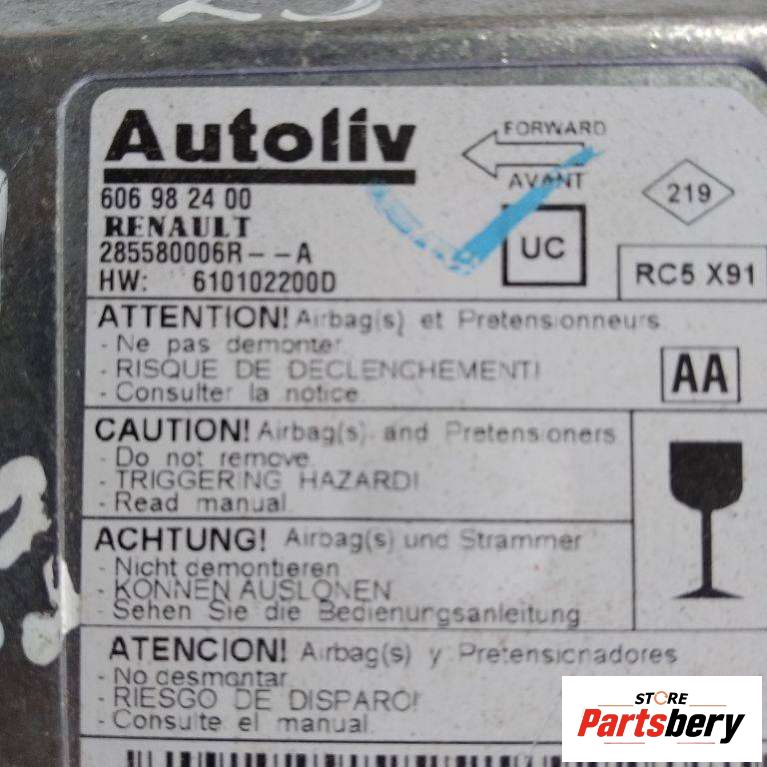 Autoliv
FORWARD
AVANT
606 98 24 00
RENAULT
285580006R--A
HW: 610102200D
UC
219
RC5 X91
ATTENTION! Airbag(s) et Pretensionneurs
- Ne pas demonter
- RISQUE DE DECLENCHEMENT!
- Consulter la notice.
AA
CAUTION! Airbag(s) and Pretensioners
- Do not remove
- TRIGGERING HAZARD!
- Read manual.
ACHTUNG! Airbag(s) und Strammer
- Nicht demontieren
- KONNEN AUSLONEN
- Sehen Sie die Bedienungsanleitung
ATENCION! Airbag(s) y Pretensionadores
- No desmontar
- RIESGO DE DISPARO!
- Consulte el manual.
STORE
Partsbery